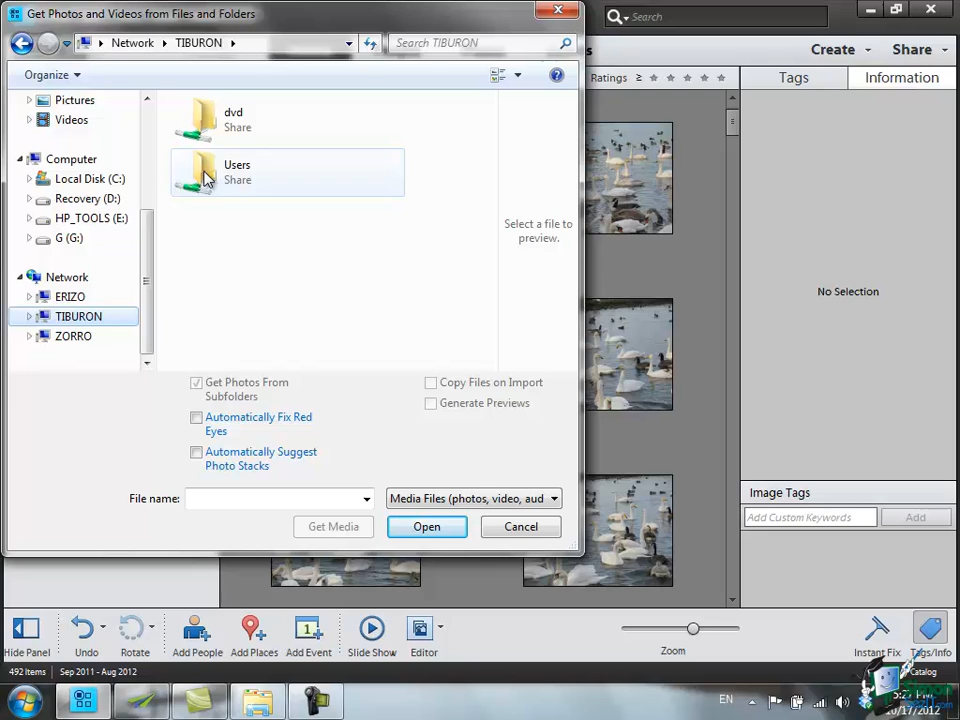 Get Photos and Videos from Files and Folders
Search
Network
TIBURON
Search TIBURON
Create
Share
Organize
Ratings ≥
Tags
Information
Pictures
Videos
Computer
Local Disk (C:)
Recovery (D:)
HP_TOOLS (E:)
G (G:)
Network
ERIZO
TIBURON
ZORRO
dvd
Share
Users
Share
Select a file to
preview.
No Selection
Get Photos From
Subfolders
Copy Files on Import
Generate Previews
Automatically Fix Red
Eyes
Automatically Suggest
Photo Stacks
File name:
Media Files (photos, video, aud
Get Media
Open
Cancel
Image Tags
Add Custom Keywords
Add
Hide Panel
Undo
Rotate
Add People
Add Places
Add Event
1
Slide Show
Editor
Zoom
Instant Fix
Tags/Info
492 Items
Sep 2011 - Aug 2012
Catalog
EN
10/17/2012